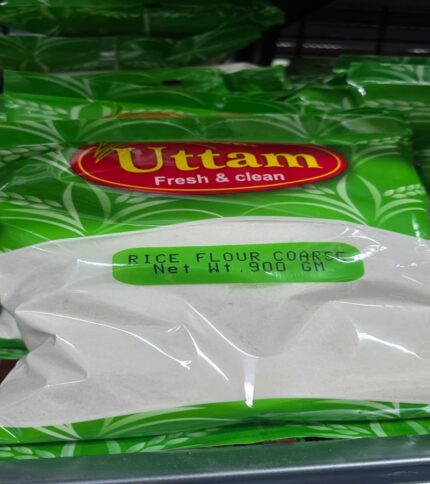 Uttam
Fresh & clean
RICE FLOUR COARSE
Net Wt.900 GM